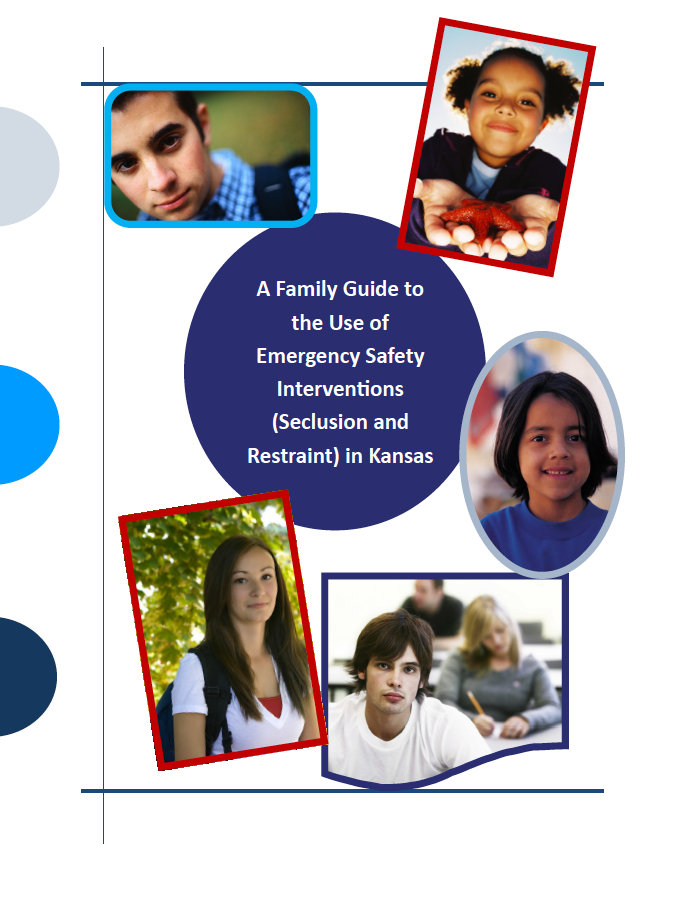 A Family Guide to
the Use of
Emergency Safety
Interventions
(Seclusion and
Restraint) in Kansas